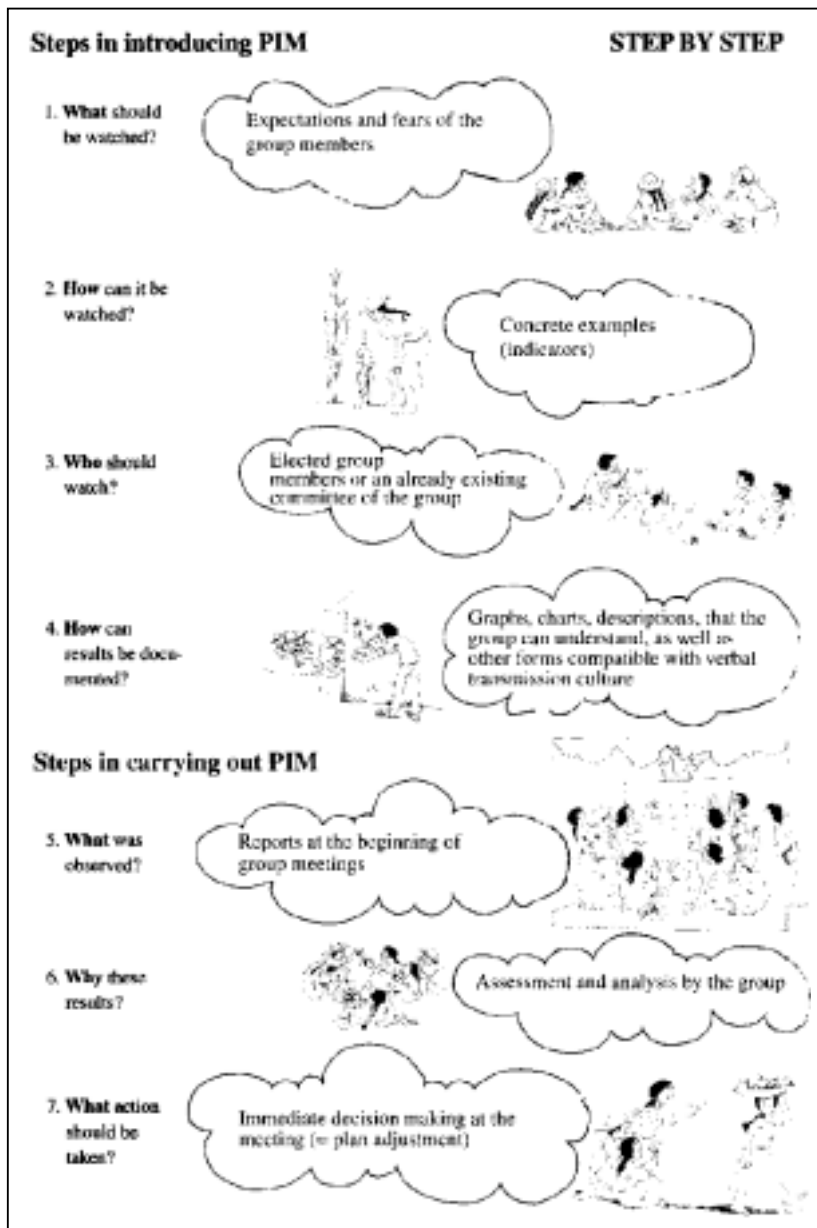 Steps in introducing PIM STEP BY STEP
1. What should
be watched?
Expectations and fears of the
group members
2. How can it be
watched?
Concrete examples
(indicators)
3. Who should
watch?
Elected group
members or an already existing
committee of the group
4. How can
results be docu-
mented?
Graphs, charts, descriptions, that the
group can understand, as well as
other forms compatible with verbal
transmission culture
Steps in carrying out PIM
5. What was
observed?
Reports at the beginning of
group meetings
6. Why these
results?
Assessment and analysis by the group
7. What action
should be
taken?
Immediate decision making at the
meeting (= plan adjustment)